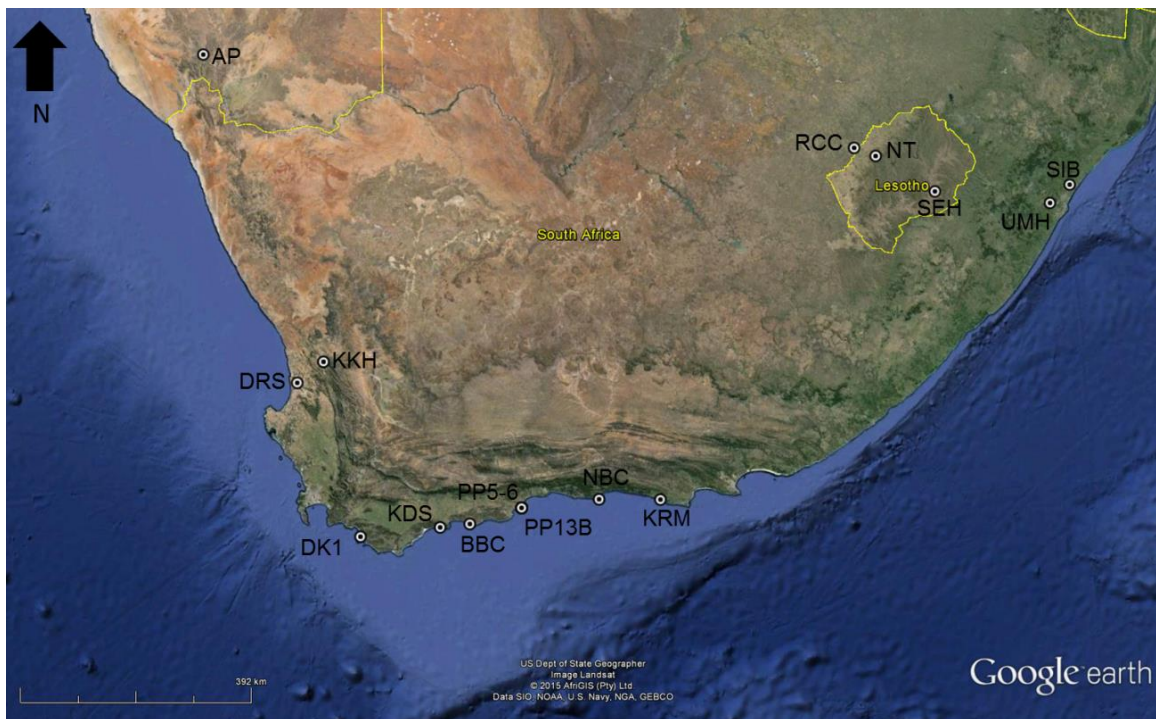 N
AP
RCC
NT
Lesotho
SEH
SIB
UMH
South Africa
KKH
DRS
NBC
PP5-6
KRM
PP13B
KDS
BBC
DK1
392 km
US Dept of State Geographer
Image Landsat
© 2015 AfriGIS (Pty) Ltd
Data SIO, NOAA, U.S. Navy, NGA, GEBCO
Google earth